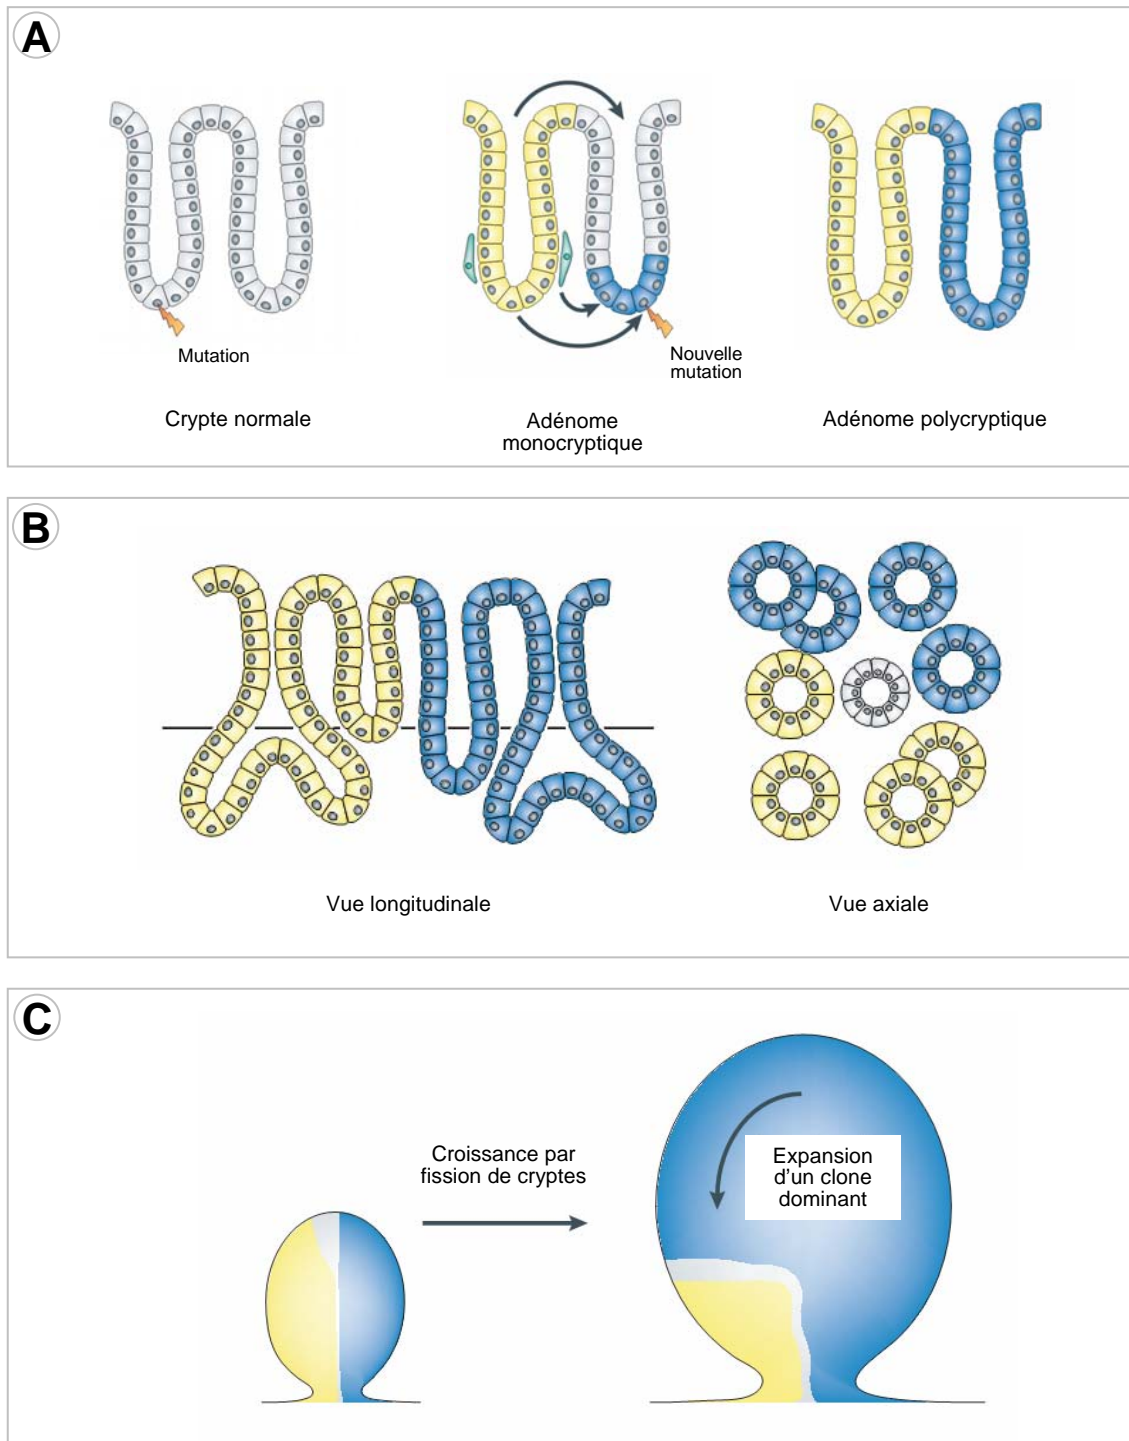 A
Mutation
Nouvelle
mutation
Crypte normale
Adénome
monocryptique
Adénome polycryptique
B
Vue longitudinale
Vue axiale
C
Croissance par
fission de cryptes
Expansion
d'un clone
dominant